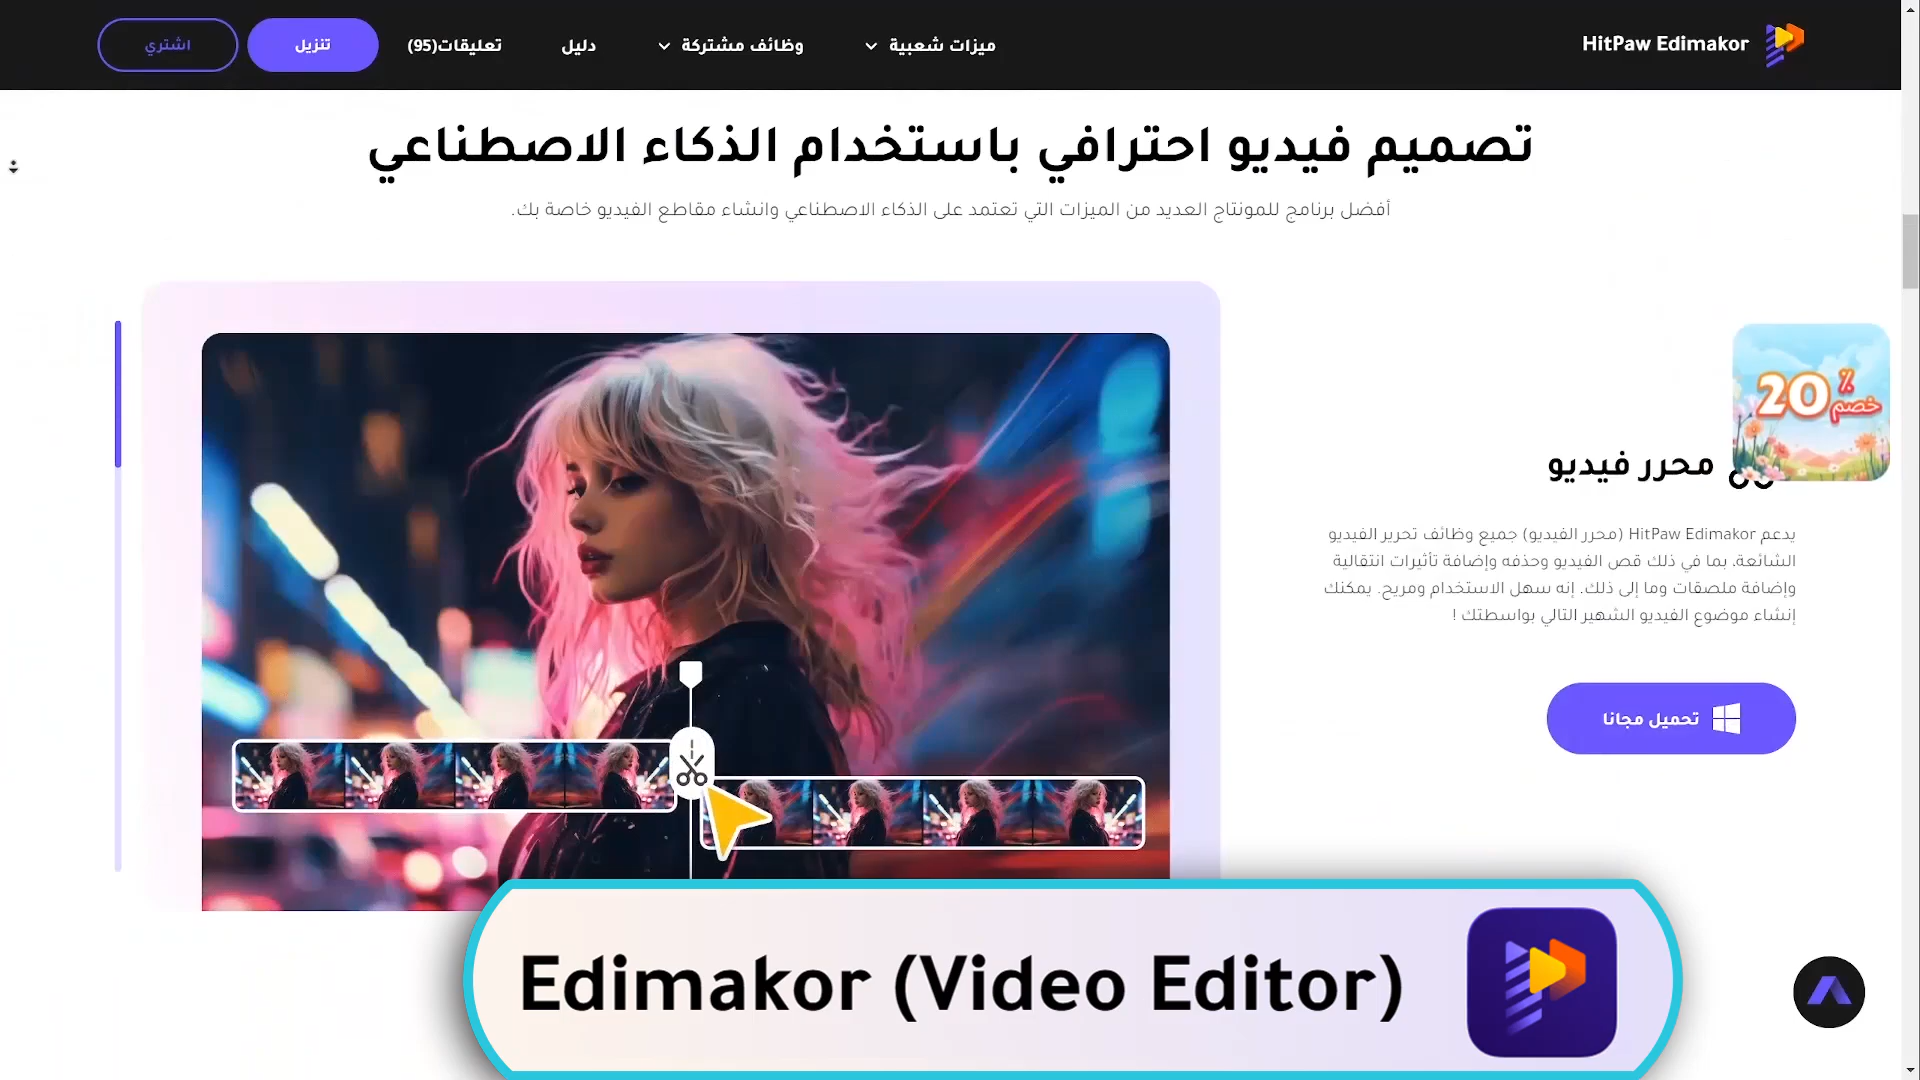 HitPaw Edimakor
ميزات شعبية
وظائف مشتركة
دليل
تعليقات(95)
تنزيل
اشتري
تصميم فيديو احترافي باستخدام الذكاء الاصطناعي
أفضل برنامج للمونتاج العديد من الميزات التي تعتمد على الذكاء الاصطناعي وانشاء مقاطع الفيديو خاصة بك.
20٪
خصم
محرر فيديو
يدعم HitPaw Edimakor (محرر الفيديو) جميع وظائف تحرير الفيديو
الشائعة، بما في ذلك قص الفيديو وحذفه وإضافة تأثيرات انتقالية
وإضافة ملصقات وما إلى ذلك. إنه سهل الاستخدام ومريح. يمكنك
إنشاء موضوع الفيديو الشهير التالي بواسطتك !
تحميل مجانا
Edimakor (Video Editor)